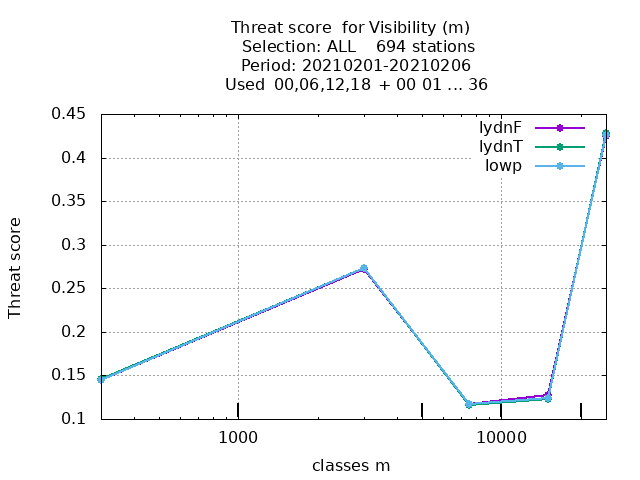 Threat score  for Visibility (m)
Selection: ALL    694 stations
Period: 20210201-20210206
Used  00,06,12,18  + 00 01 ... 36
0.45
0.4
0.35
0.3
0.25
0.2
0.15
0.1
Threat score
lydnF
lydnT
lowp
1000
10000
classes m